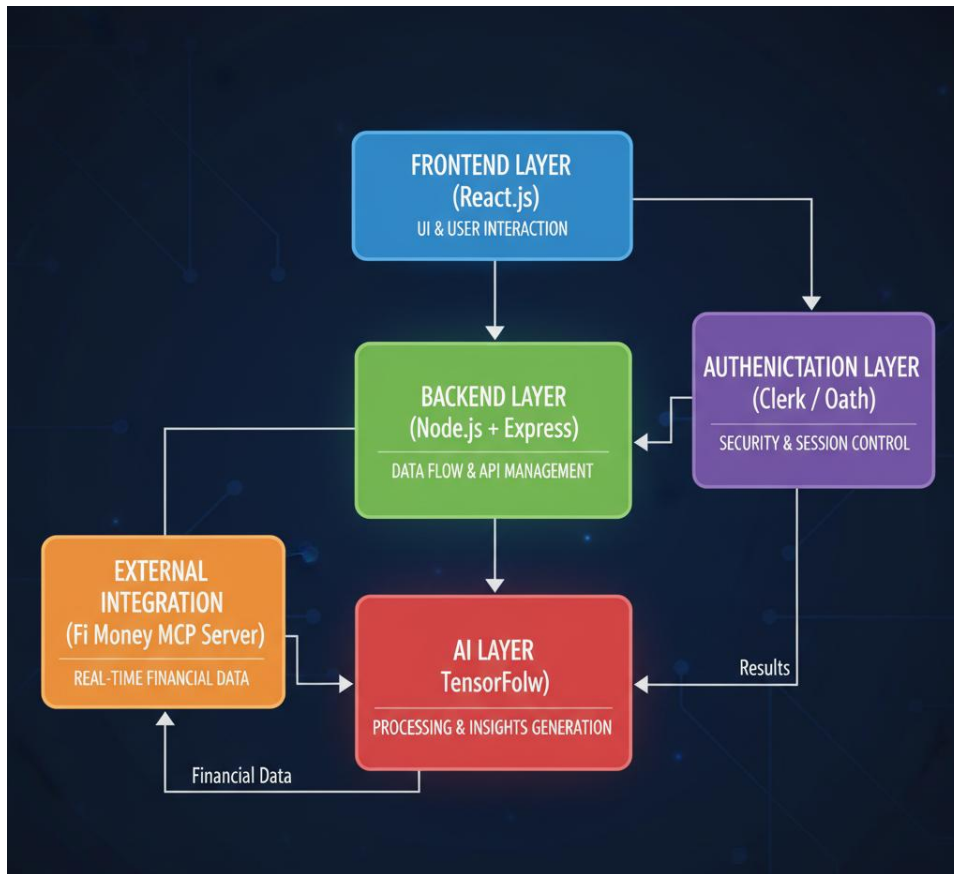 FRONTEND LAYER
(React.js)
UI & USER INTERACTION
AUTHENICTATION LAYER
(Clerk / Oath)
SECURITY & SESSION CONTROL
BACKEND LAYER
(Node.js + Express)
DATA FLOW & API MANAGEMENT
EXTERNAL
INTEGRATION
(Fi Money MCP Server)
REAL-TIME FINANCIAL DATA
AI LAYER
TensorFolw)
PROCESSING & INSIGHTS GENERATION
Results
Financial Data